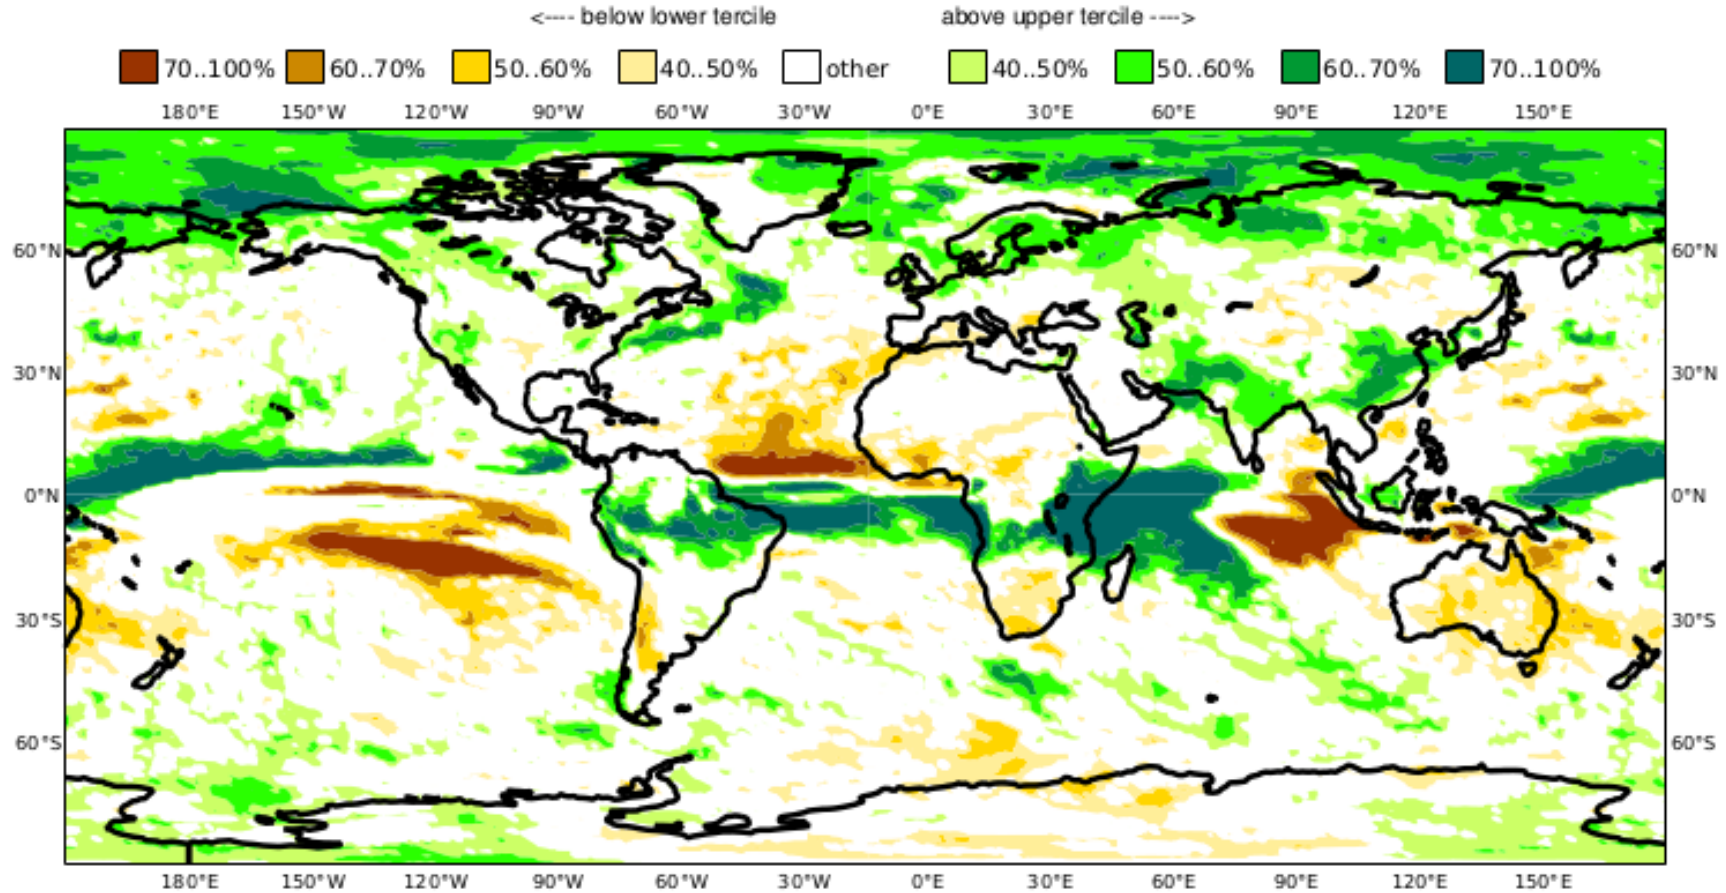 <---- below lower tercile above upper tercile ---->
70..100% 60..70% 50..60% 40..50% other 40..50% 50..60% 60..70% 70..100%
180°E 150°W 120°W 90°W 60°W 30°W 0°E 30°E 60°E 90°E 120°E 150°E
60°N 60°N
30°N 30°N
0°N 0°N
30°S 30°S
60°S 60°S
180°E 150°W 120°W 90°W 60°W 30°W 0°E 30°E 60°E 90°E 120°E 150°E